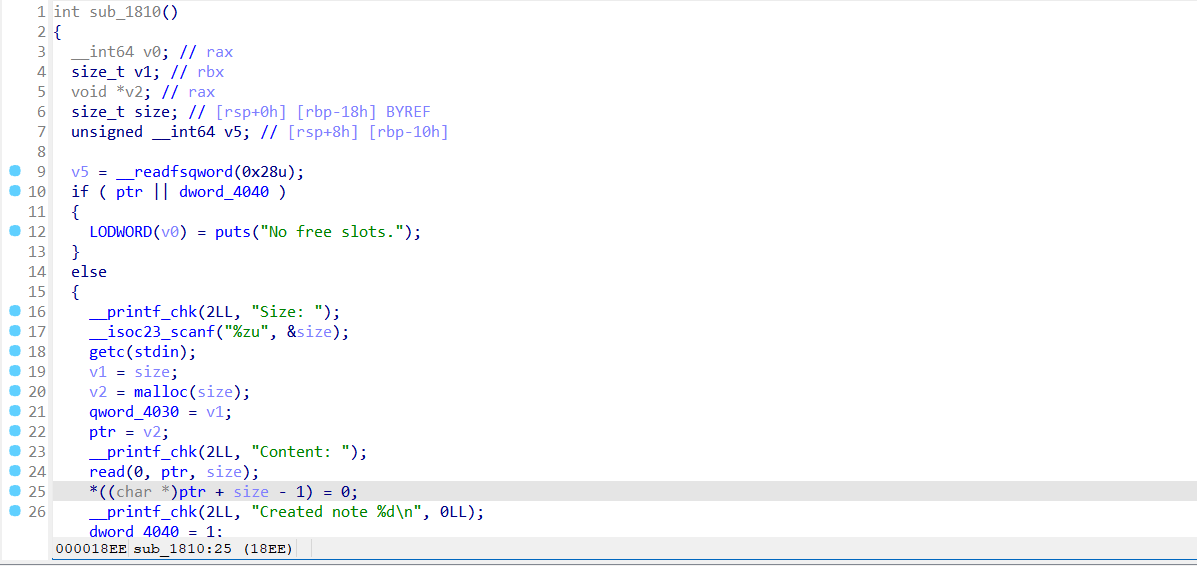 1 int sub_1810()
2 {
3   __int64 v0; // rax
4   size_t v1; // rbx
5   void *v2; // rax
6   size_t size; // [rsp+0h] [rbp-18h] BYREF
7   unsigned __int64 v5; // [rsp+8h] [rbp-10h]
8
9   v5 = __readfsqword(0x28u);
10   if ( ptr || dword_4040 )
11   {
12     LODWORD(v0) = puts("No free slots.");
13   }
14   else
15   {
16     __printf_chk(2LL, "Size: ");
17     __isoc23_scanf("%zu", &size);
18     getc(stdin);
19     v1 = size;
20     v2 = malloc(size);
21     qword_4030 = v1;
22     ptr = v2;
23     __printf_chk(2LL, "Content: ");
24     read(0, ptr, size);
25     *((char *)ptr + size - 1) = 0;
26     __printf_chk(2LL, "Created note %d\n", 0LL);
    dword_4040 = 1;
000018EE sub_1810:25 (18EE)